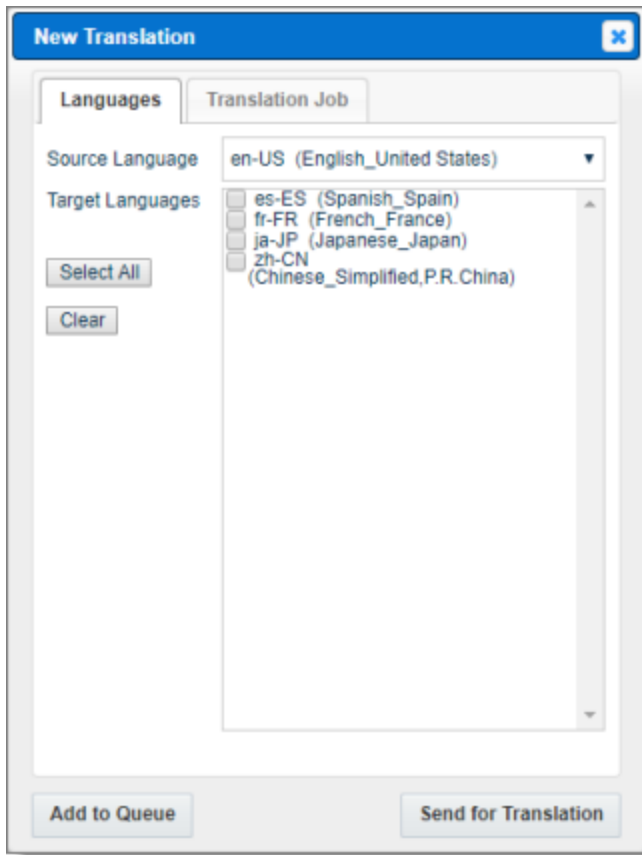 New Translation
Languages
Translation Job
Source Language
en-US (English_United States)
Target Languages
es-ES (Spanish_Spain)
fr-FR (French_France)
ja-JP (Japanese_Japan)
zh-CN
(Chinese_Simplified,P.R.China)
Select All
Clear
Add to Queue
Send for Translation